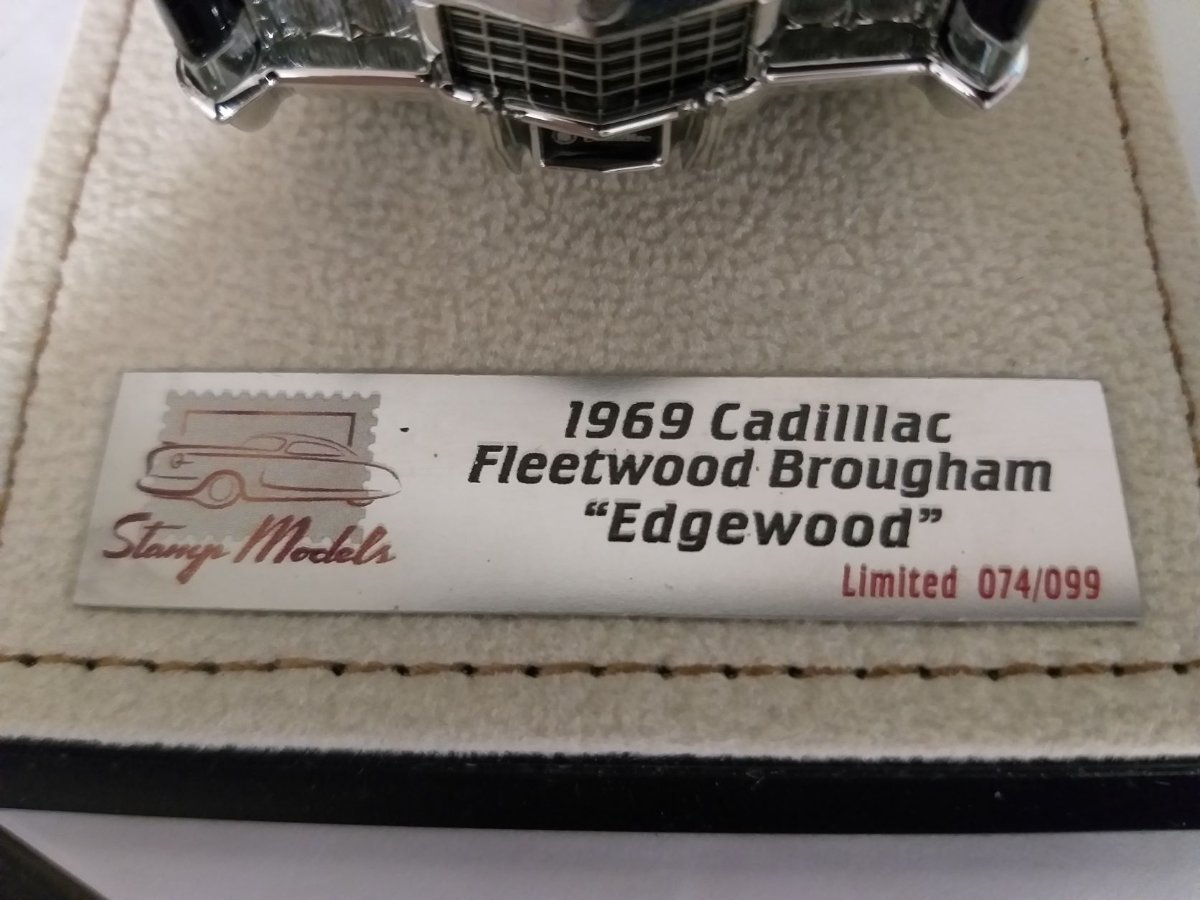 1969 Cadilllac
Fleetwood Brougham
“Edgewood”
Stamp Models
Limited 074/099